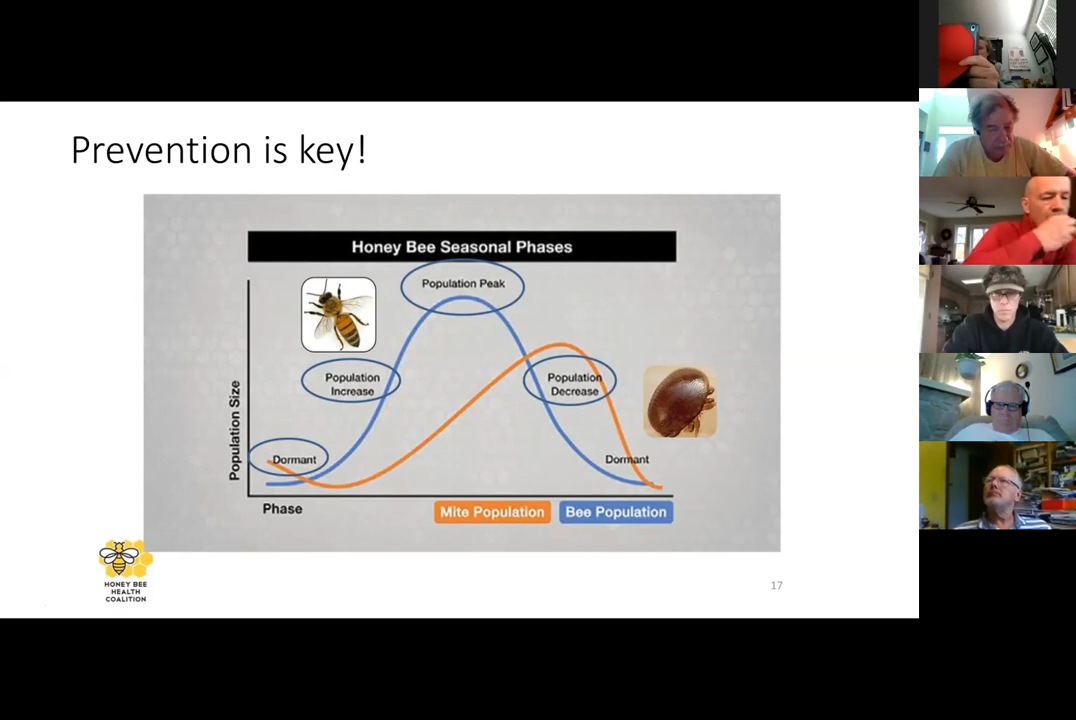 Prevention is key!
Honey Bee Seasonal Phases
Population Peak
Population
Increase
Population
Decrease
Dormant
Dormant
Population Size
Phase
Mite Population
Bee Population
HONEY BEE
HEALTH
COALITION
17